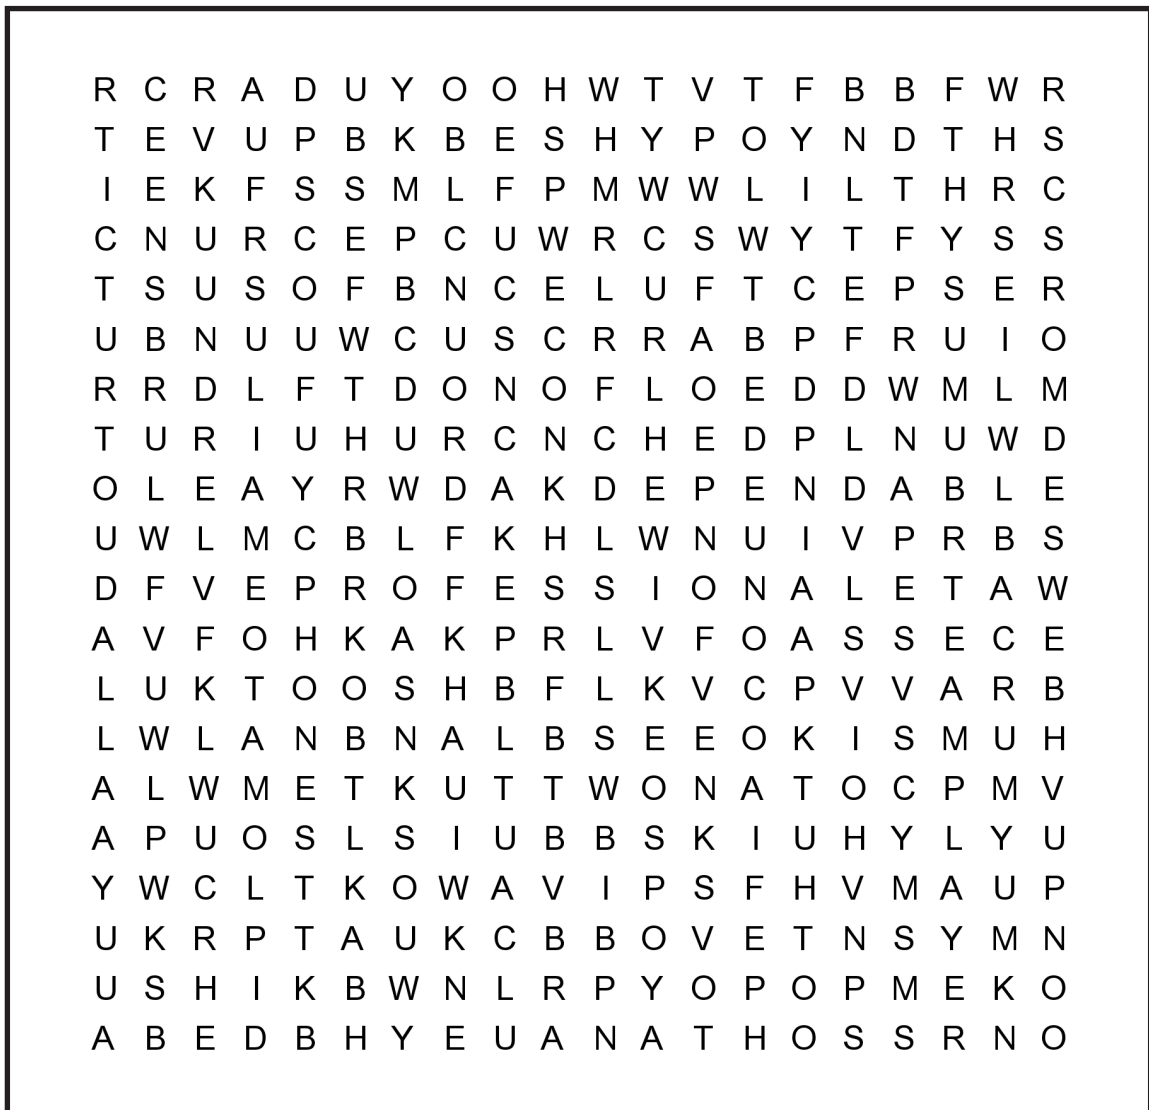 R C R A D U Y O O H W T V T F B B F W R
T E V U P B K B E S H Y P O Y N D T H S
I E K F S S M L F P M W W L I L T H R C
C N U R C E P C U W R C S W Y T F Y S S
T S U S O F B N C E L U F T C E P S E R
U B N U U W C U S C R R A B P F R U I O
R R D L F T D O N O F L O E D D W M L M
T U R I U H U R C N C H E D P L N U W D
O L E A Y R W D A K D E P E N D A B L E
U W L M C B L F K H L W N U I V P R B S
D F V E P R O F E S S I O N A L E T A W
A V F O H K A K P R L V F O A S S E C E
L U K T O O S H B F L K V C P V V A R B
L W L A N B N A L B S E E O K I S M U H
A L W M E T K U T T W O N A T O C P M V
A P U O S L S I U B B S K I U H Y L Y U
Y W C L T K O W A V I P S F H V M A U P
U K R P T A U K C B B O V E T N S Y M N
U S H I K B W N L R P Y O P O P M E K O
A B E D B H Y E U A N A T H O S S R N O